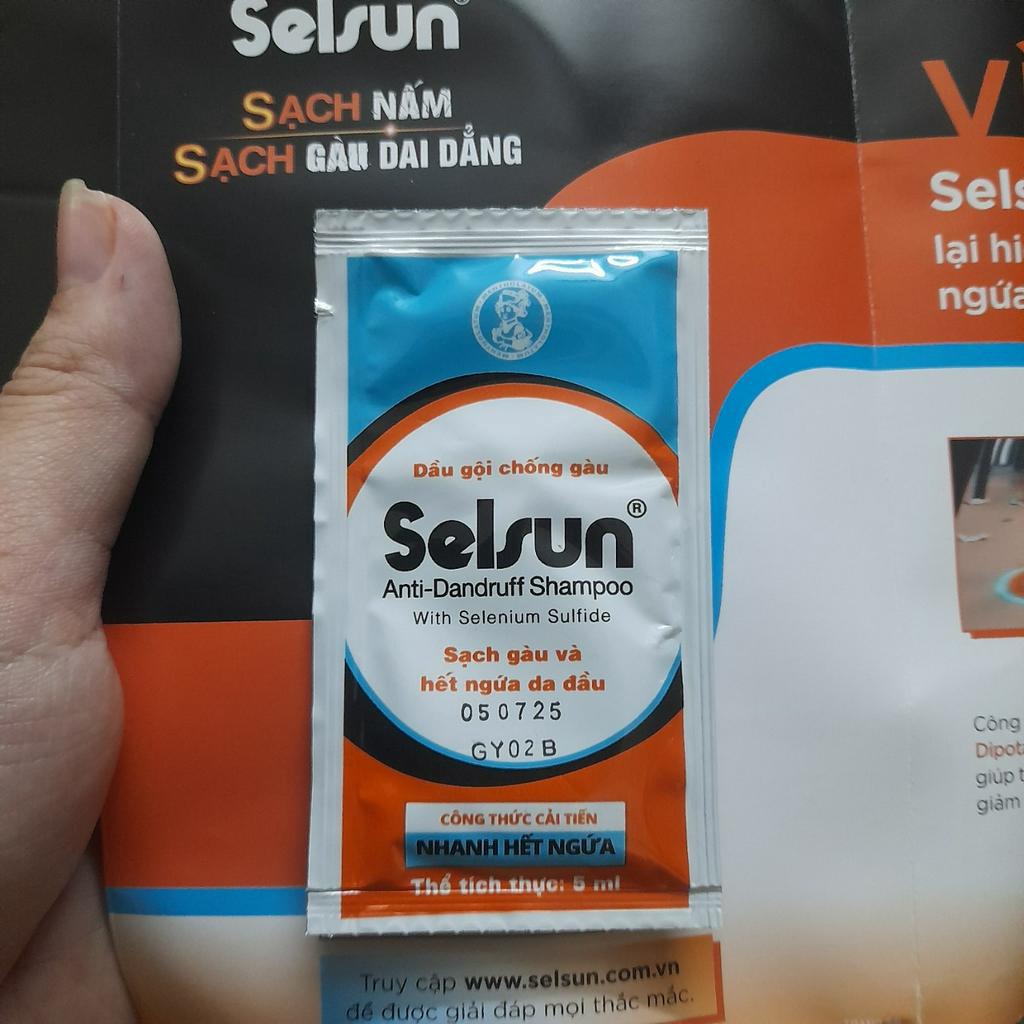 Selsun®
SẠCH NẤM
SẠCH GÀU DAI DẲNG
Dầu gội chống gàu
Selsun®
Anti-Dandruff Shampoo
With Selenium Sulfide
Sạch gàu và
hết ngứa da đầu
050725
GY02B
CÔNG THỨC CẢI TIẾN
NHANH HẾT NGỨA
Thể tích thực: 5 ml
Truy cập www.selsun.com.vn
để được giải đáp mọi thắc mắc.
lại
ngứa
Công
giúp
giảm